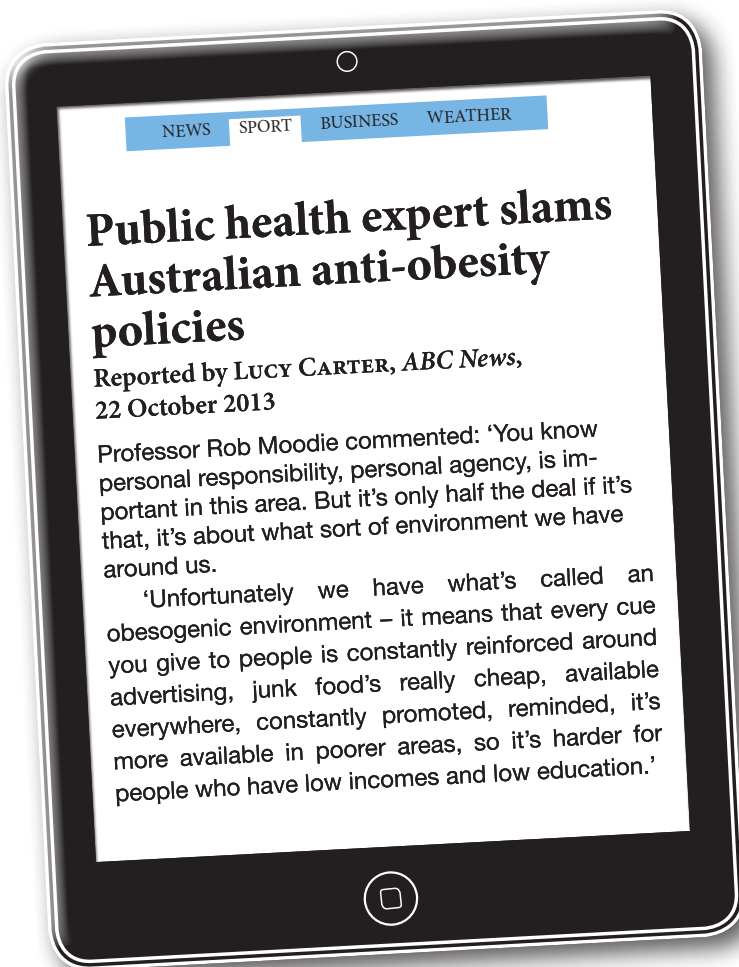 NEWS SPORT BUSINESS WEATHER
Public health expert slams
Australian anti-obesity
policies
Reported by LUCY CARTER, ABC News,
22 October 2013
Professor Rob Moodie commented: ‘You know
personal responsibility, personal agency, is im-
portant in this area. But it’s only half the deal if it’s
that, it’s about what sort of environment we have
around us.
‘Unfortunately we have what’s called an
obesogenic environment – it means that every cue
you give to people is constantly reinforced around
advertising, junk food’s really cheap, available
everywhere, constantly promoted, reminded, it’s
more available in poorer areas, so it’s harder for
people who have low incomes and low education.’